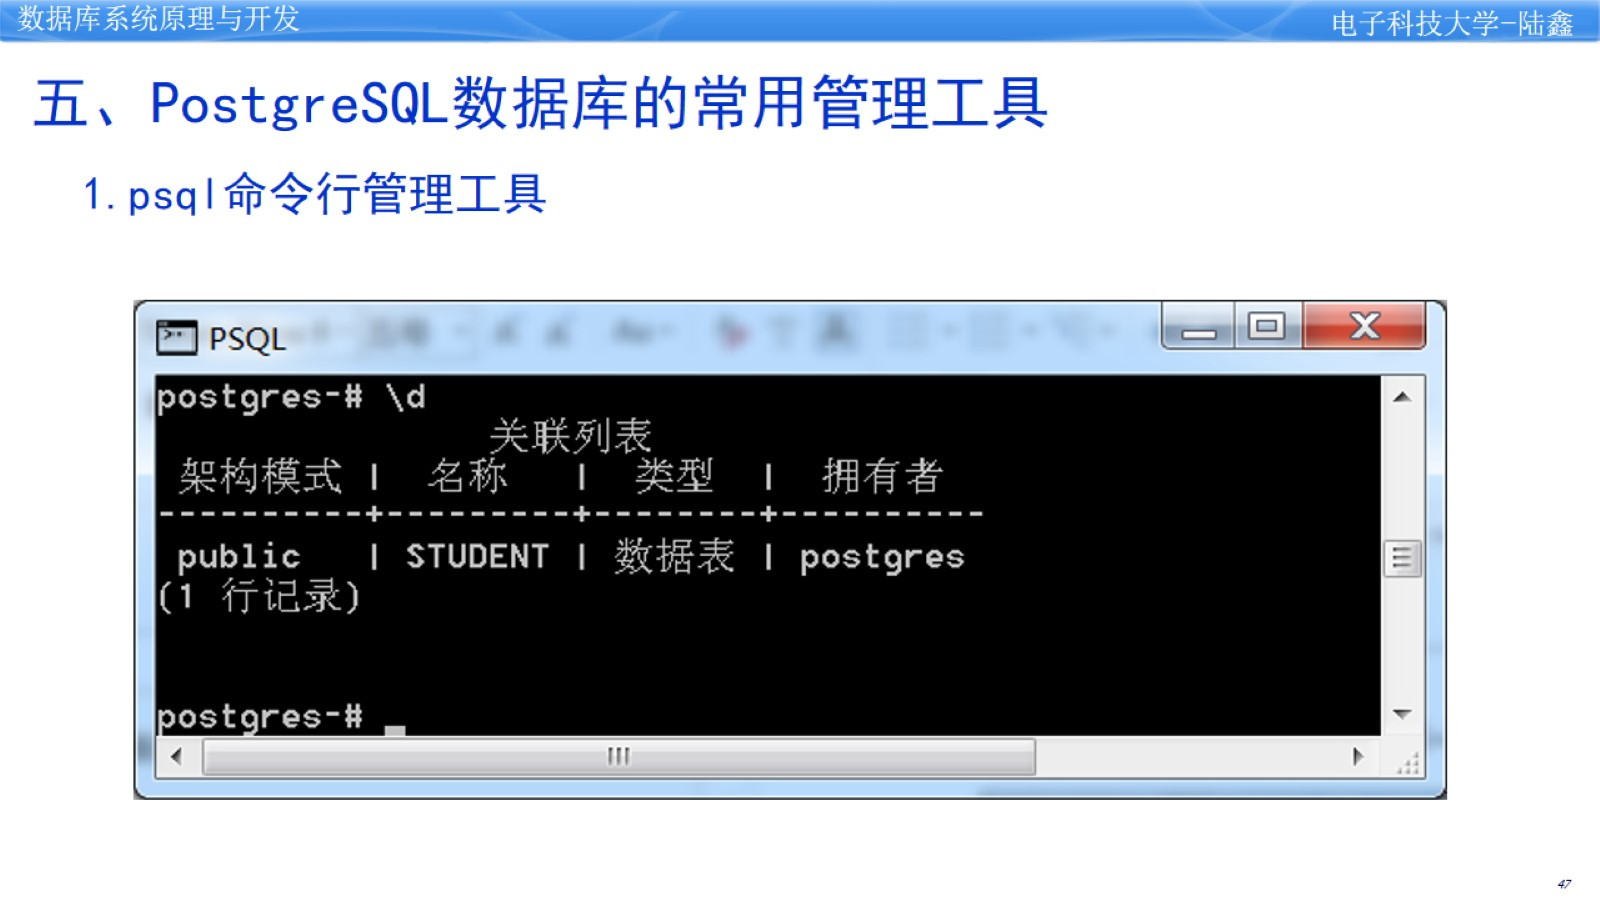 数据库系统原理与开发
电子科技大学-陆鑫
五、PostgreSQL数据库的常用管理工具
1.psql命令行管理工具
PSQL
postgres-# \d
关联列表
架构模式 | 名称 | 类型 | 拥有者
----------+---------+--------+----------
public | STUDENT | 数据表 | postgres
(1 行记录)
postgres-# _
47